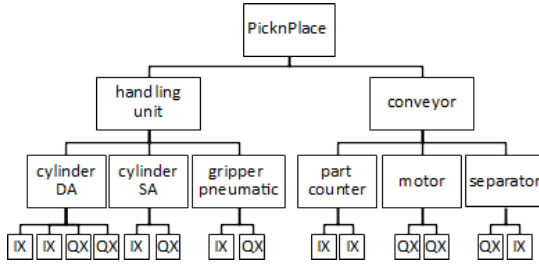 PicknPlace
handling
unit
conveyor
cylinder
DA
cylinder
SA
gripper
pneumatic
part
counter
motor
separator
IX IX QX QX IX QX IX QX IX IX QX QX QX IX